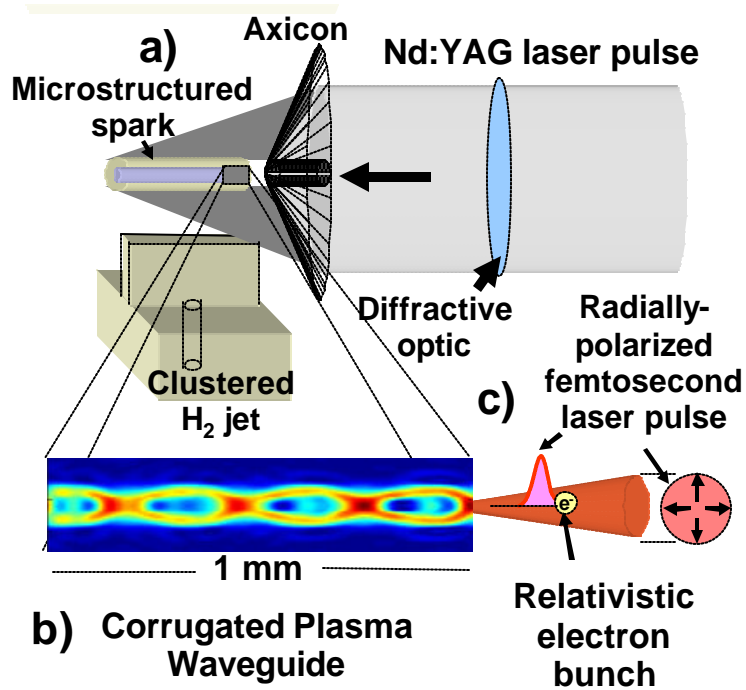 a)
Axicon
Nd:YAG laser pulse
Microstructured
spark
Diffractive
optic
Clustered
H₂ jet
Radially-
polarized
femtosecond
laser pulse
c)
e⁻
1 mm
b)
Corrugated Plasma
Waveguide
Relativistic
electron
bunch